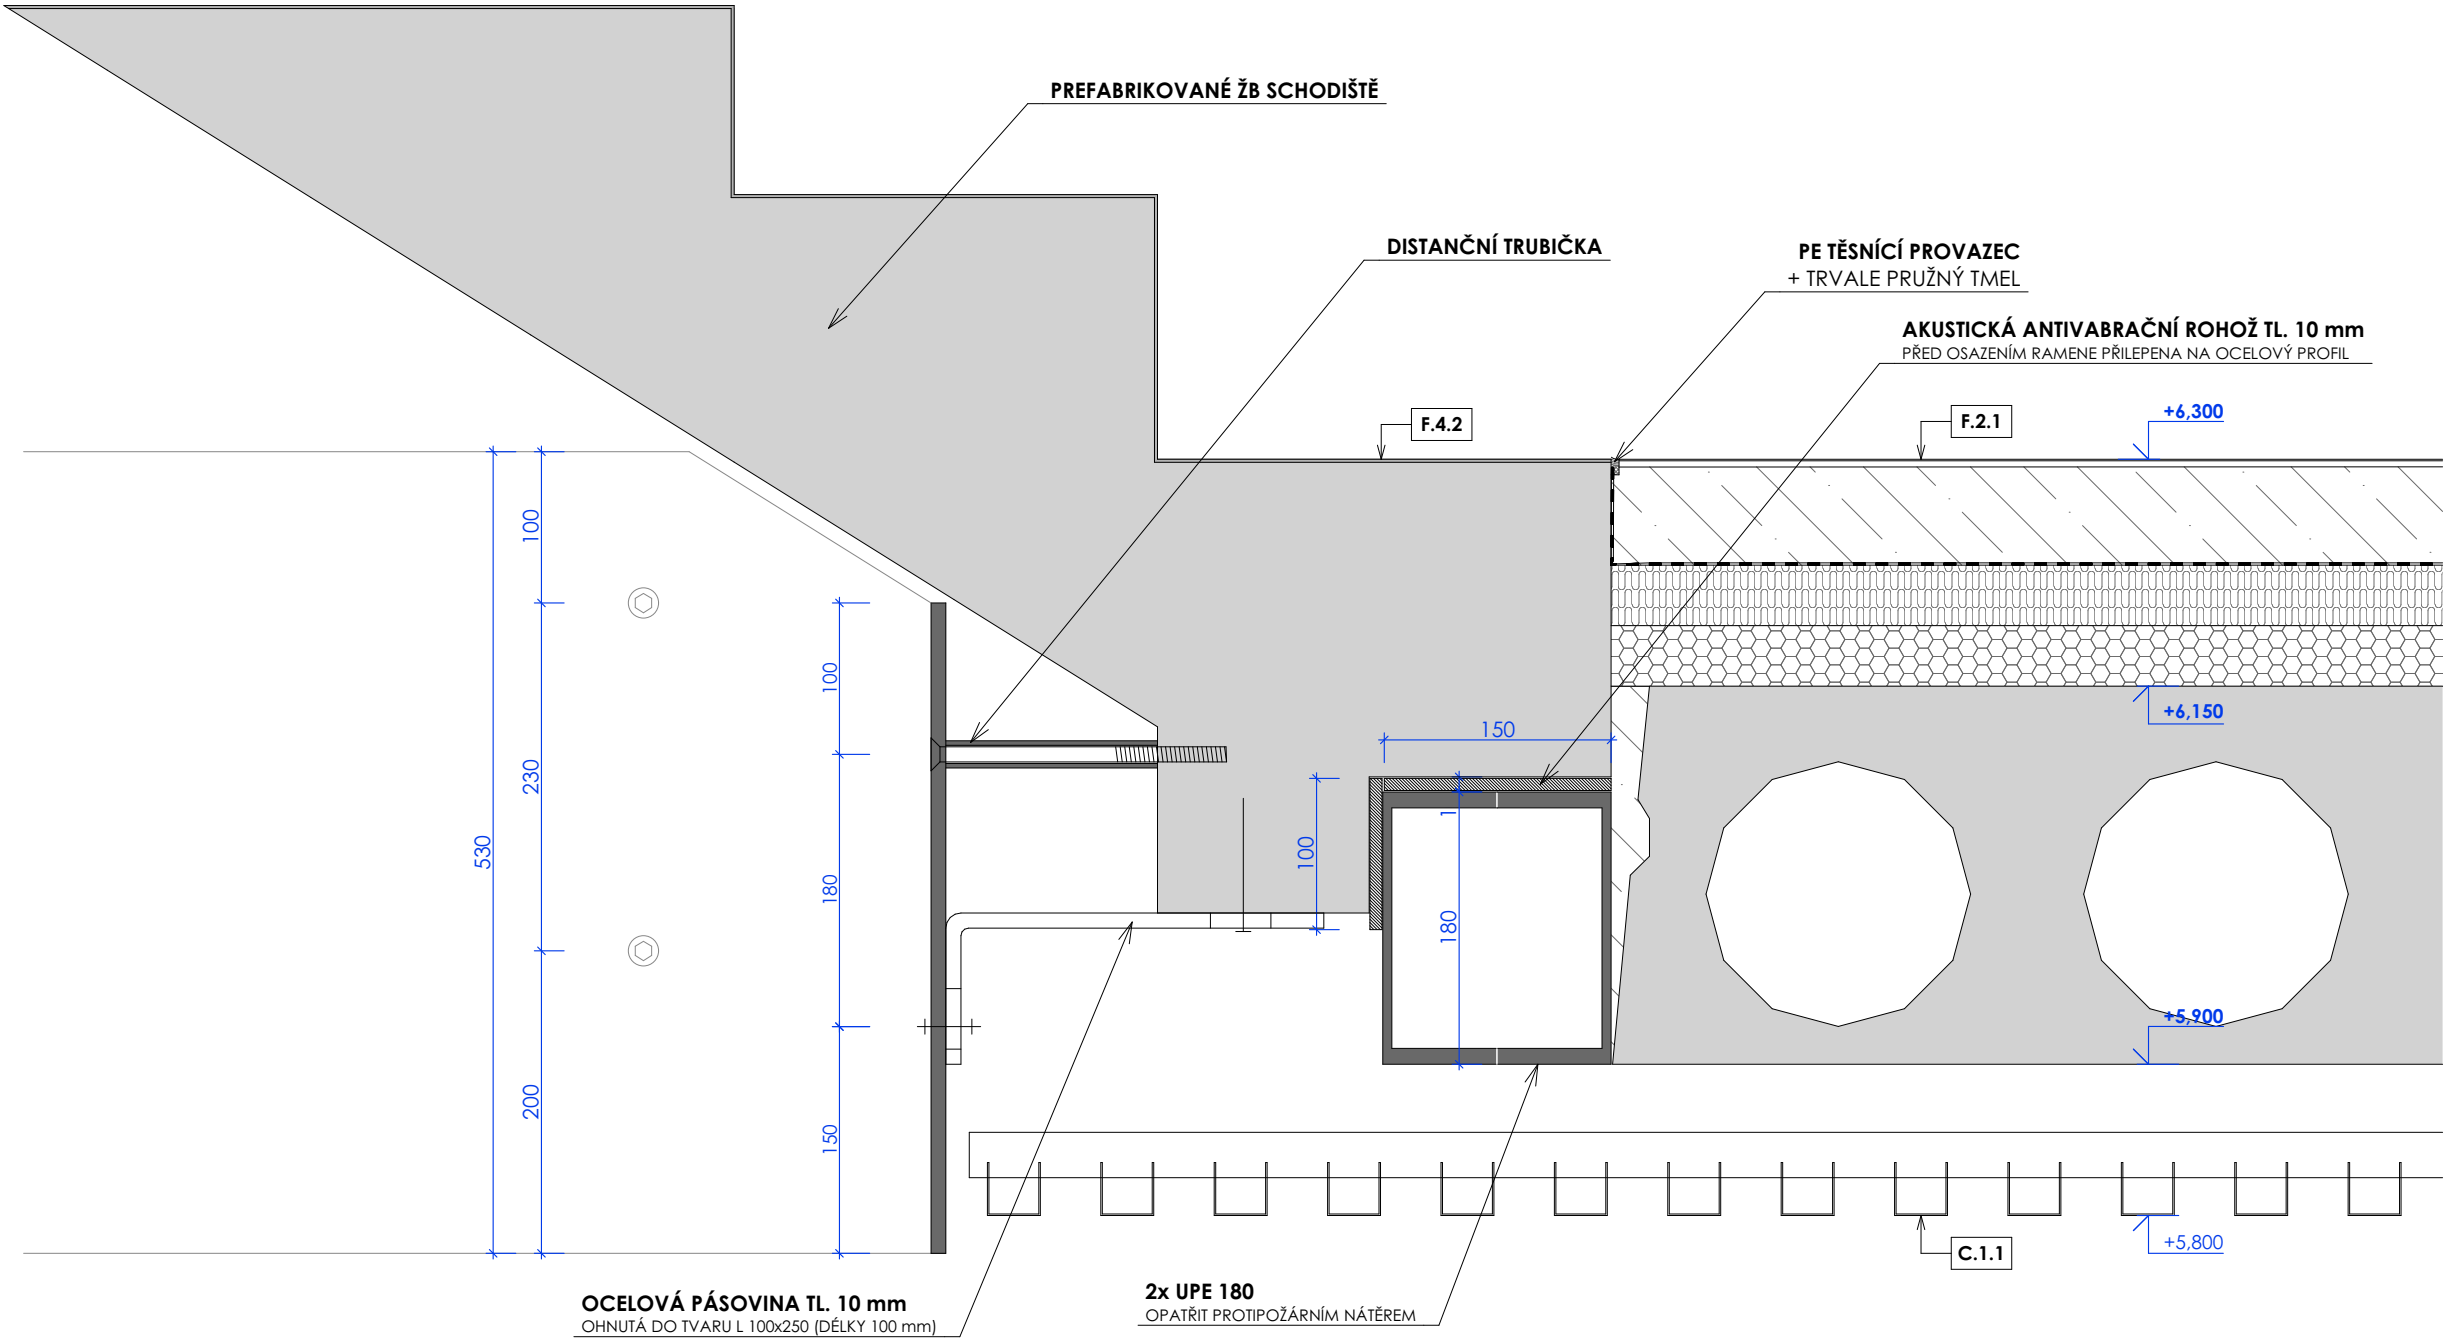 PREFABRIKOVANÉ ŽB SCHODIŠTĚ
DISTANČNÍ TRUBIČKA
PE TĚSNÍCÍ PROVAZEC
+ TRVALE PRUŽNÝ TMEL
AKUSTICKÁ ANTIVABRAČNÍ ROHOŽ TL. 10 mm
PŘED OSAZENÍM RAMENE PŘILEPENA NA OCELOVÝ PROFIL
F.4.2
F.2.1
+6,300
100
530
230
200
100
180
150
150
100
1
180
+6,150
+5,900
+5,800
C.1.1
OCELOVÁ PÁSOVINA TL. 10 mm
OHNUTÁ DO TVARU L 100x250 (DÉLKY 100 mm)
2x UPE 180
OPATŘIT PROTIPOŽÁRNÍM NÁTĚREM